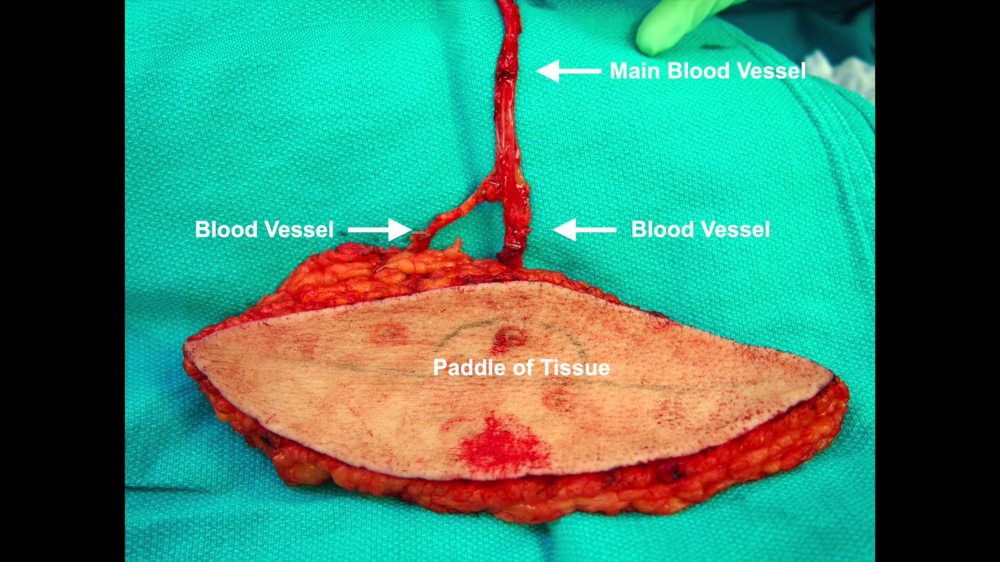 Main Blood Vessel
Blood Vessel
Blood Vessel
Paddle of Tissue